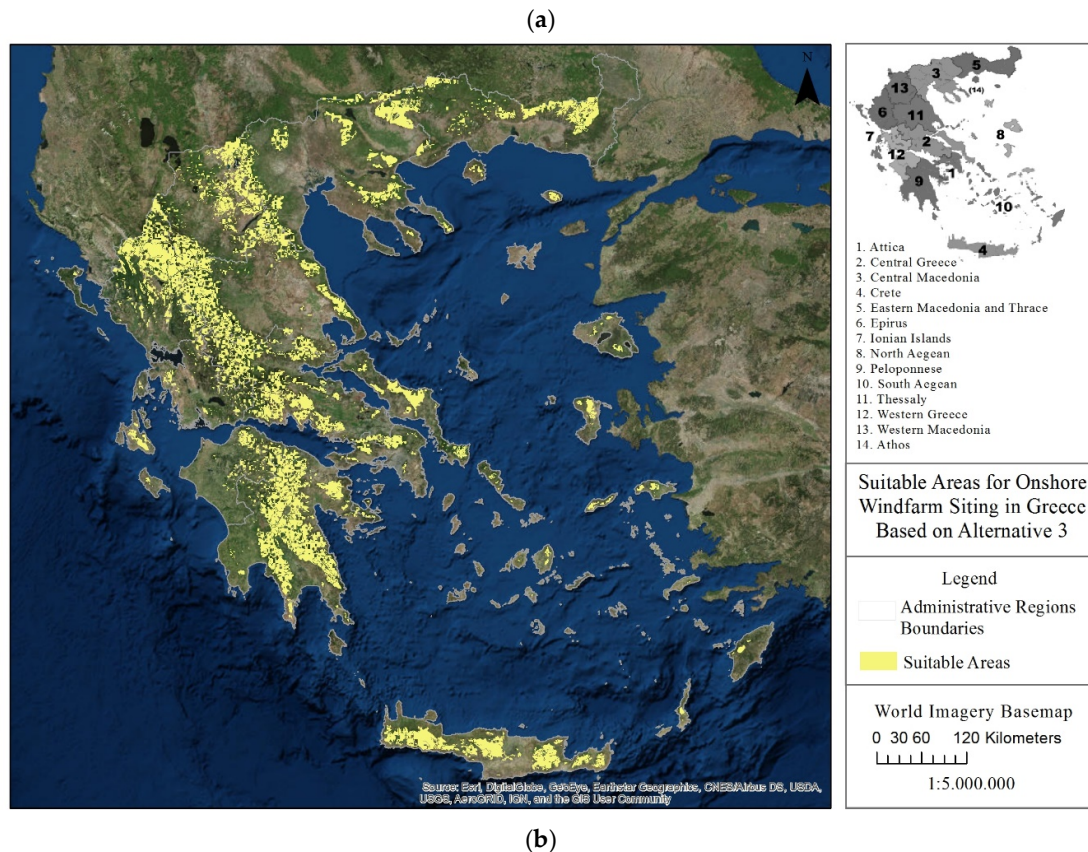 (a)
N
Source: Esri, DigitalGlobe, GeoEye, Earthstar Geographics, CNES/Airbus DS, USDA,
USGS, AeroGRID, IGN, and the GIS User Community
5
3
(14)
13
6
11
7
8
2
12
1
9
10
4
1. Attica
2. Central Greece
3. Central Macedonia
4. Crete
5. Eastern Macedonia and Thrace
6. Epirus
7. Ionian Islands
8. North Aegean
9. Peloponnese
10. South Aegean
11. Thessaly
12. Western Greece
13. Western Macedonia
14. Athos
Suitable Areas for Onshore
Windfarm Siting in Greece
Based on Alternative 3
Legend
Administrative Regions
Boundaries
Suitable Areas
World Imagery Basemap
0 30 60 120 Kilometers
1:5.000.000
(b)